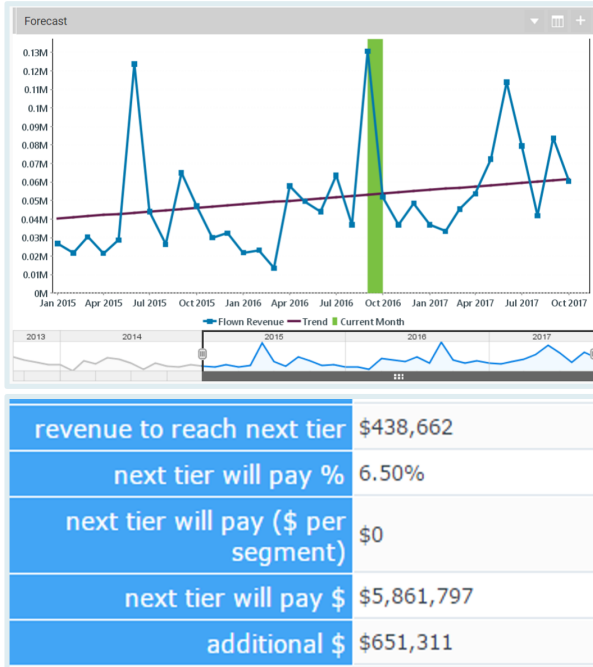 Forecast
0.13M
0.12M
0.11M
0.1M
0.09M
0.08M
0.07M
0.06M
0.05M
0.04M
0.03M
0.02M
0.01M
0M
Jan 2015 Apr 2015 Jul 2015 Oct 2015 Jan 2016 Apr 2016 Jul 2016 Oct 2016 Jan 2017 Apr 2017 Jul 2017 Oct 2017
Flown Revenue Trend Current Month
2013 2014 2015 2016 2017
revenue to reach next tier $438,662
next tier will pay % 6.50%
next tier will pay ($ per
segment) $0
next tier will pay $ $5,861,797
additional $ $651,311